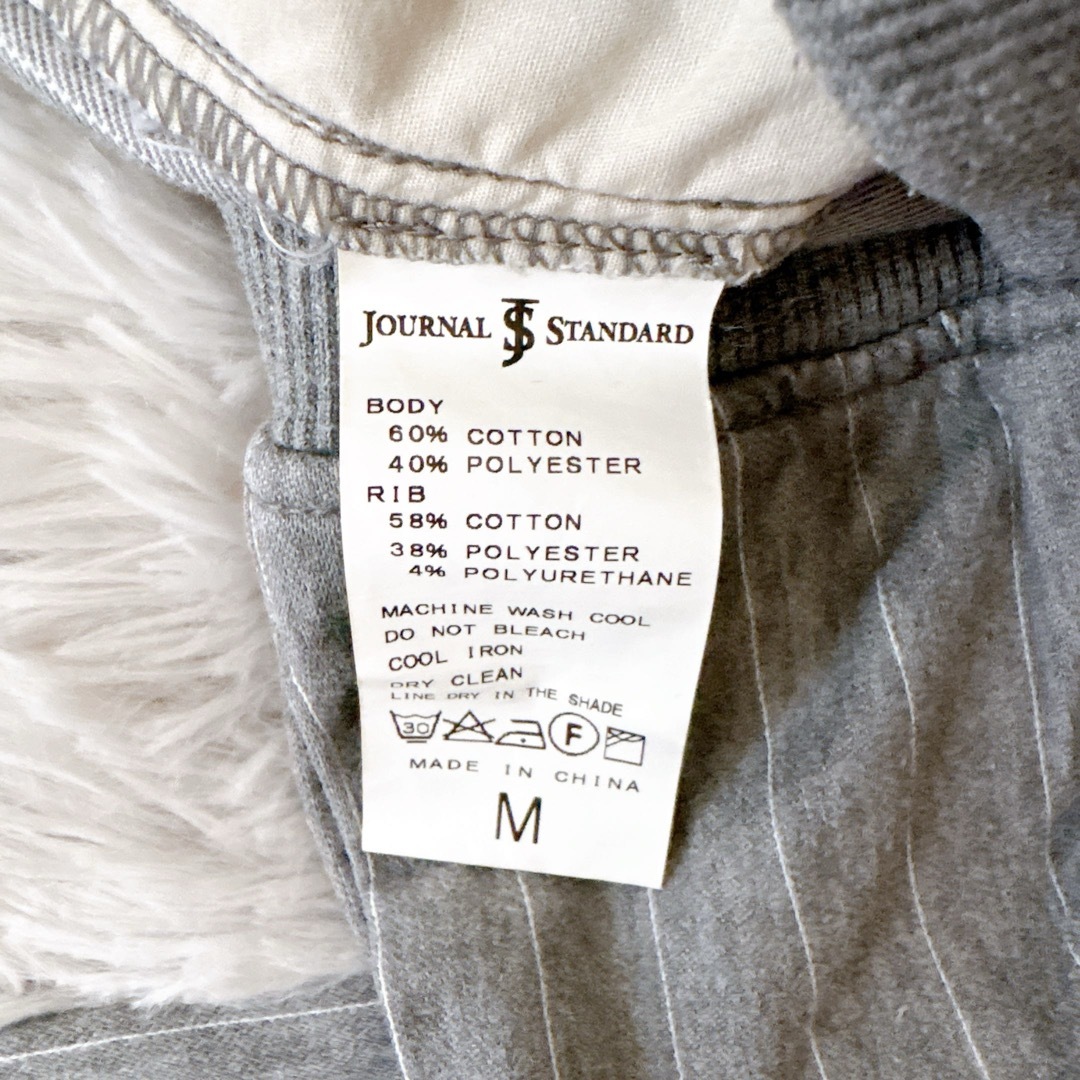 JOURNAL JS STANDARD
BODY
60% COTTON
40% POLYESTER
RIB
58% COTTON
38% POLYESTER
4% POLYURETHANE
MACHINE WASH COOL
DO NOT BLEACH
COOL IRON
DRY CLEAN
LINE DRY IN THE SHADE
30 F
MADE IN CHINA
M